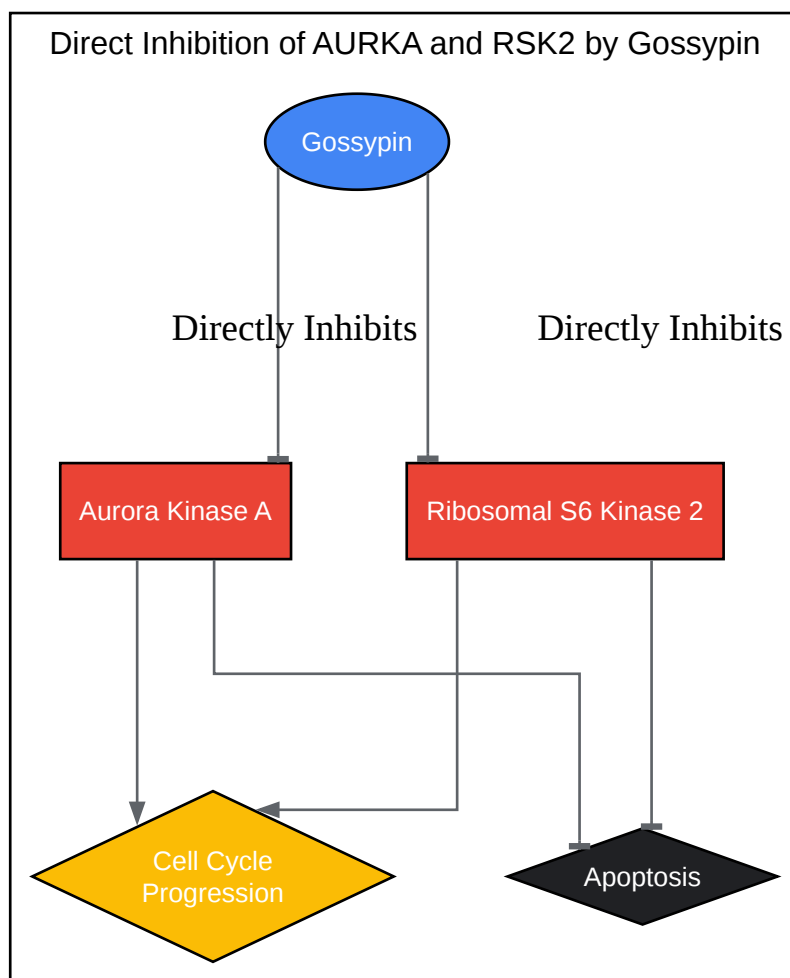 Direct Inhibition of AURKA and RSK2 by Gossypin
Gossypin
Directly Inhibits
Directly Inhibits
Aurora Kinase A
Ribosomal S6 Kinase 2
Cell Cycle
Progression
Apoptosis